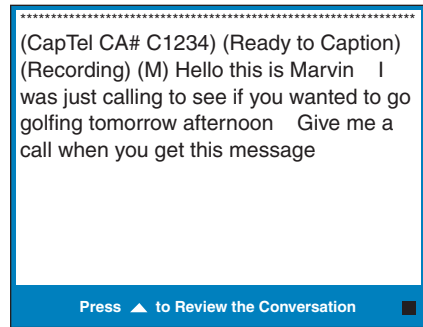 ******************************************************************
(CapTel CA# C1234) (Ready to Caption)
(Recording) (M) Hello this is Marvin    I
was just calling to see if you wanted to go
golfing tomorrow afternoon    Give me a
call when you get this message
Press ▲ to Review the Conversation